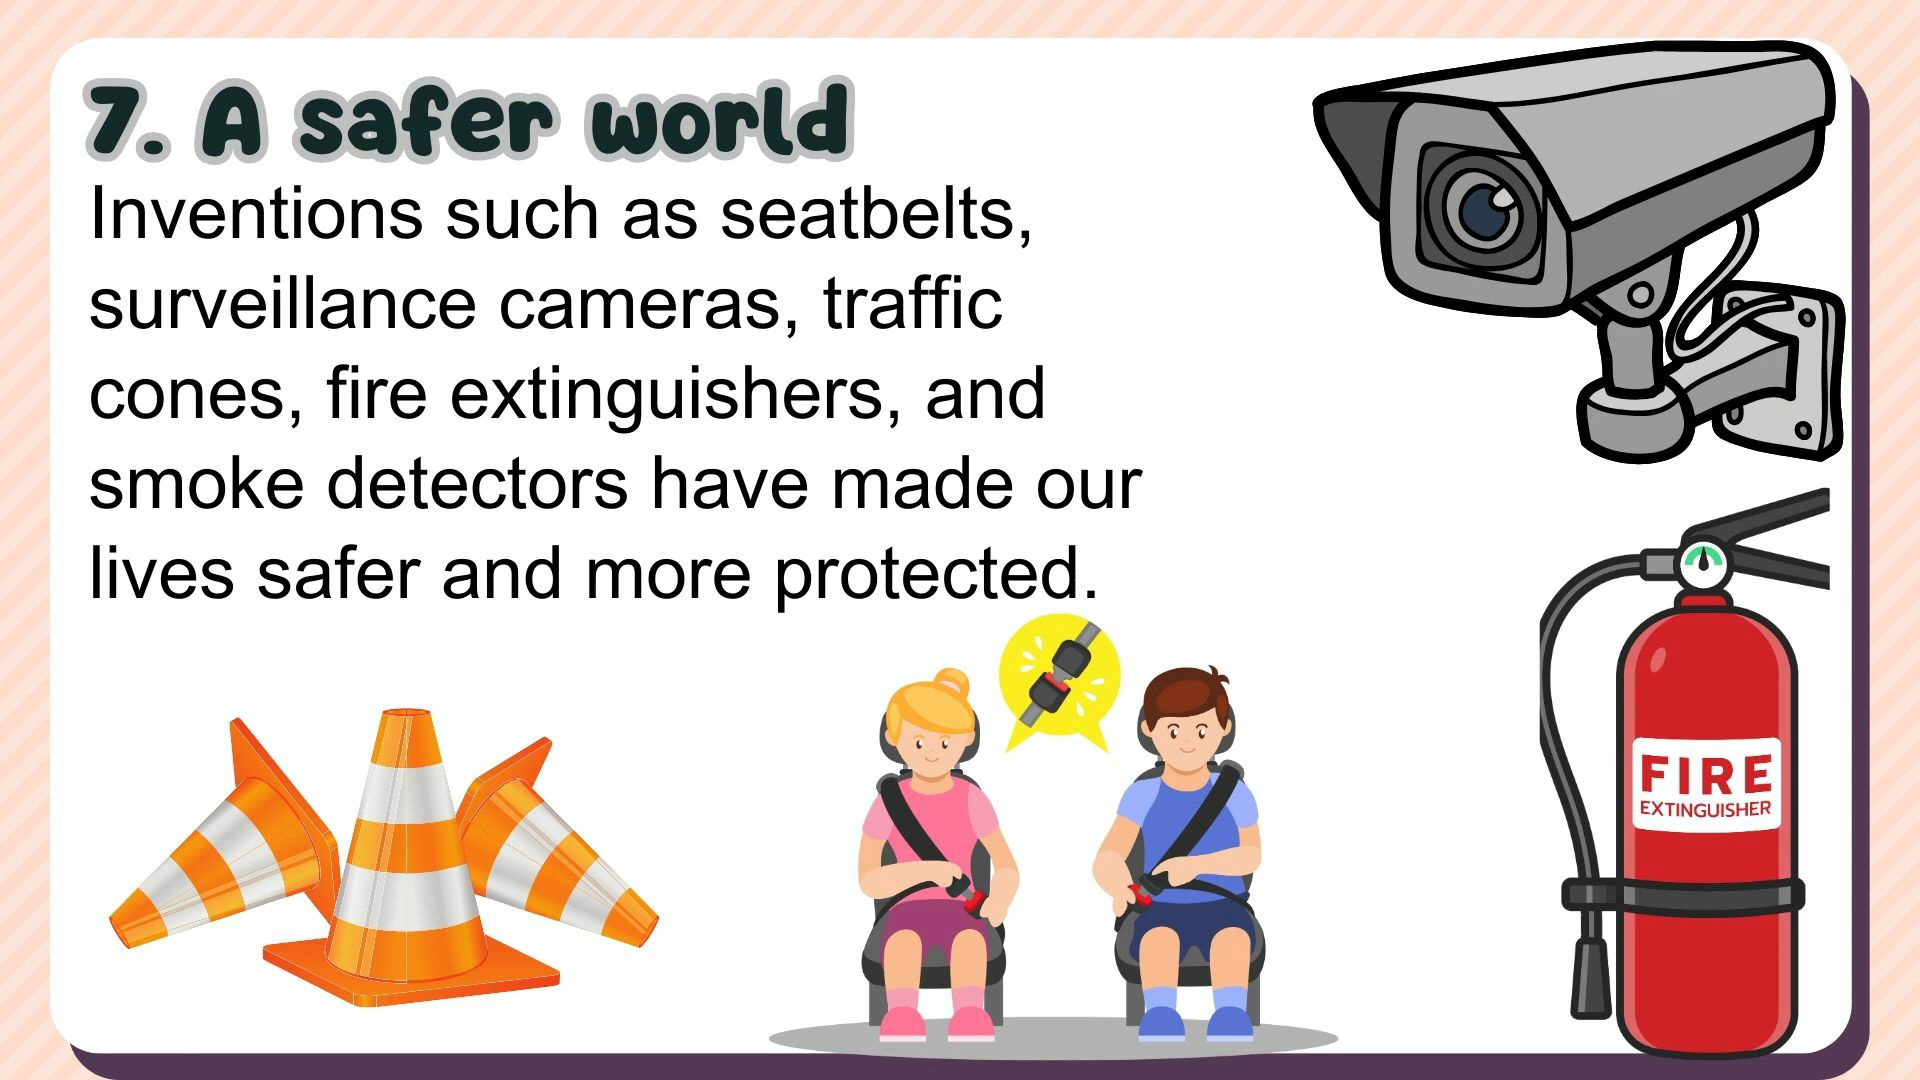 7. A safer world
Inventions such as seatbelts,
surveillance cameras, traffic
cones, fire extinguishers, and
smoke detectors have made our
lives safer and more protected.
FIRE
EXTINGUISHER